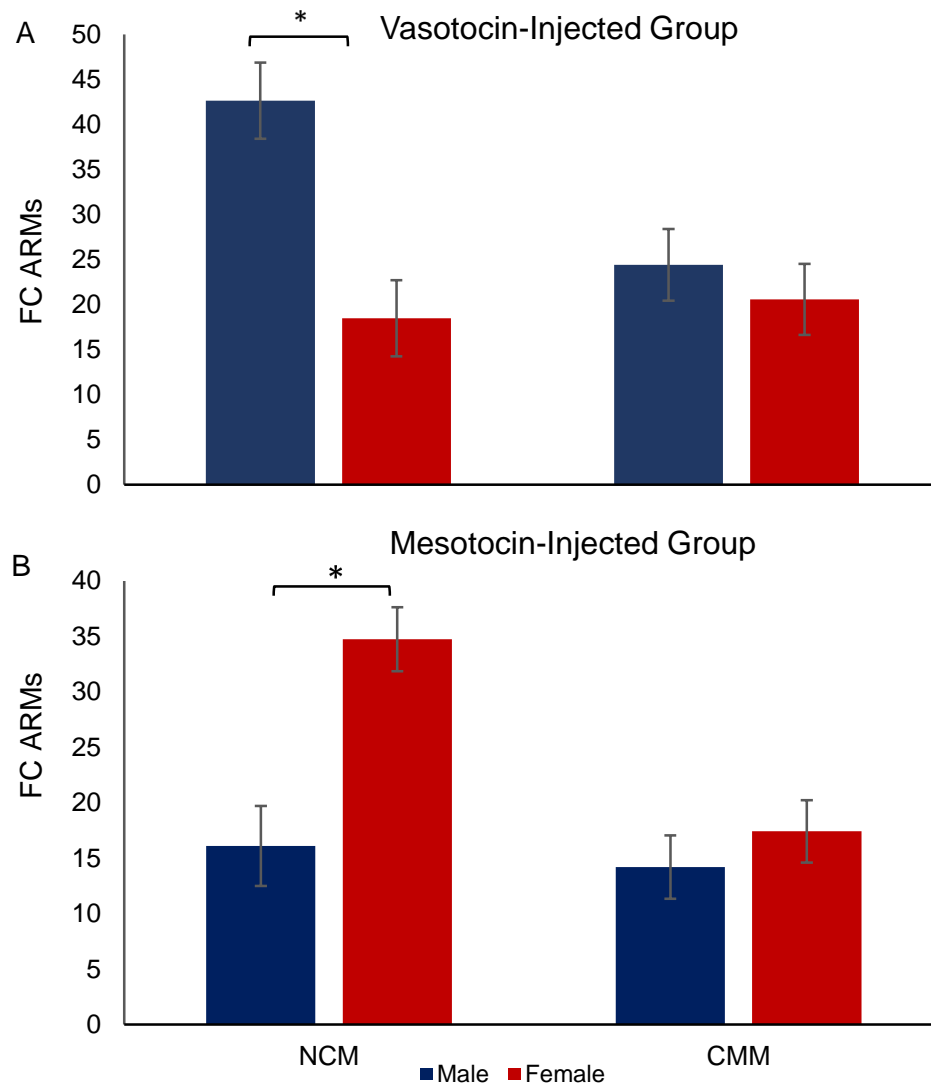 A
Vasotocin-Injected Group
*
50
45
40
35
30
25
20
15
10
5
0
FC ARMs
B
Mesotocin-Injected Group
*
40
35
30
25
20
15
10
5
0
FC ARMs
NCM CMM
Male Female